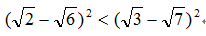 (√2 − √6)² < (√3 − √7)²↵